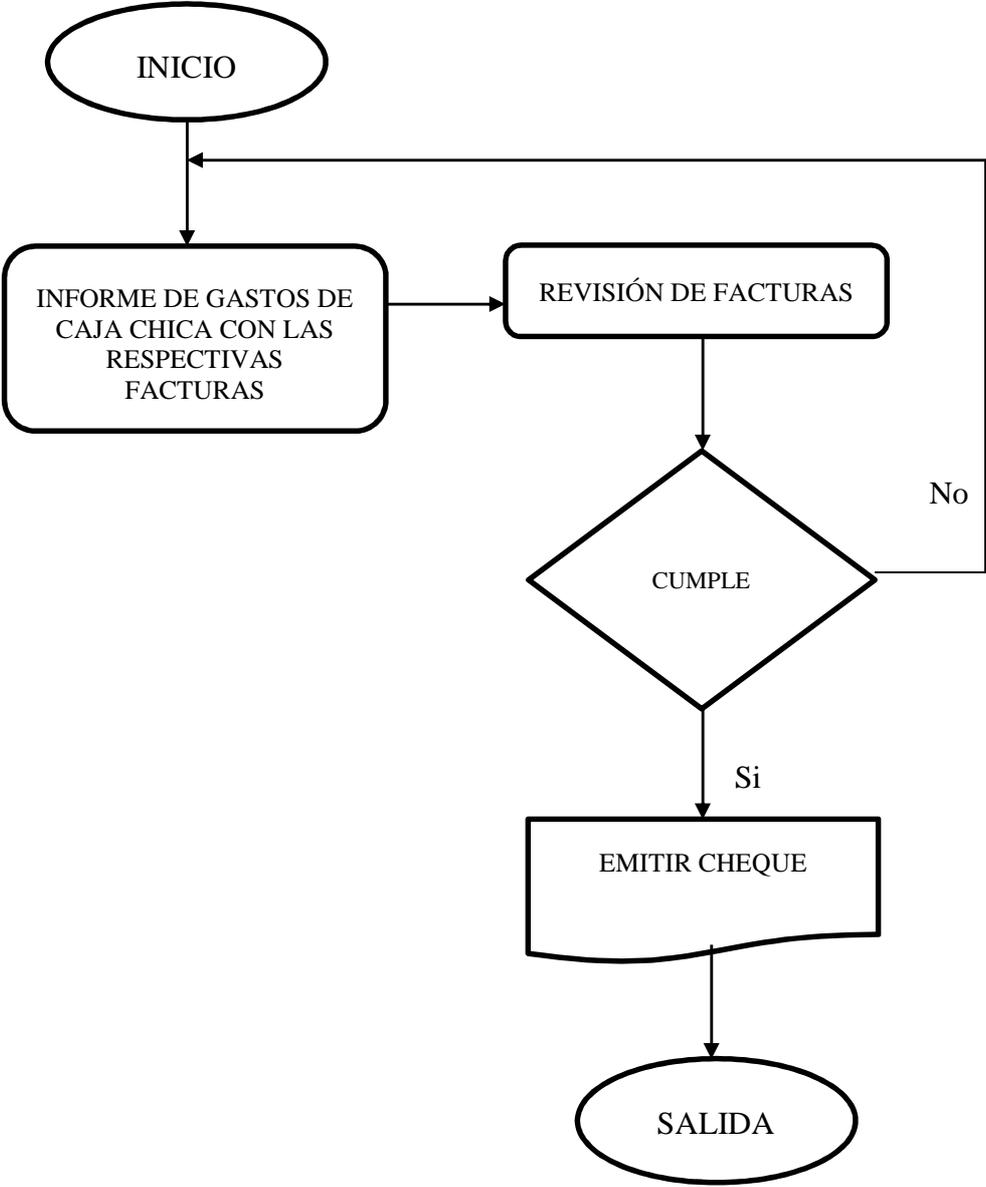 INICIO
INFORME DE GASTOS DE
CAJA CHICA CON LAS
RESPECTIVAS
FACTURAS
REVISIÓN DE FACTURAS
No
CUMPLE
Si
EMITIR CHEQUE
SALIDA